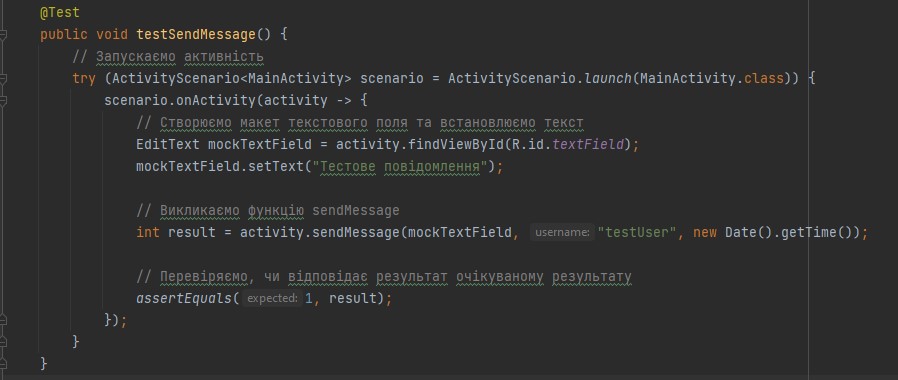 @Test
public void testSendMessage() {
// Запускаємо активність
try (ActivityScenario<MainActivity> scenario = ActivityScenario.launch(MainActivity.class)) {
scenario.onActivity(activity -> {
// Створюємо макет текстового поля та встановлюємо текст
EditText mockTextField = activity.findViewById(R.id.textField);
mockTextField.setText("Тестове повідомлення");
// Викликаємо функцію sendMessage
int result = activity.sendMessage(mockTextField, username: "testUser", new Date().getTime());
// Перевіряємо, чи відповідає результат очікуваному результату
assertEquals( expected: 1, result);
});
}
}